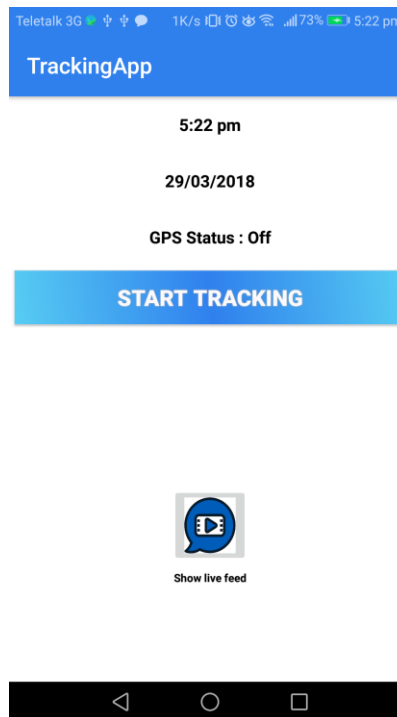 Teletalk 3G 1K/s 73% 5:22 pm
TrackingApp
5:22 pm
29/03/2018
GPS Status : Off
START TRACKING
Show live feed